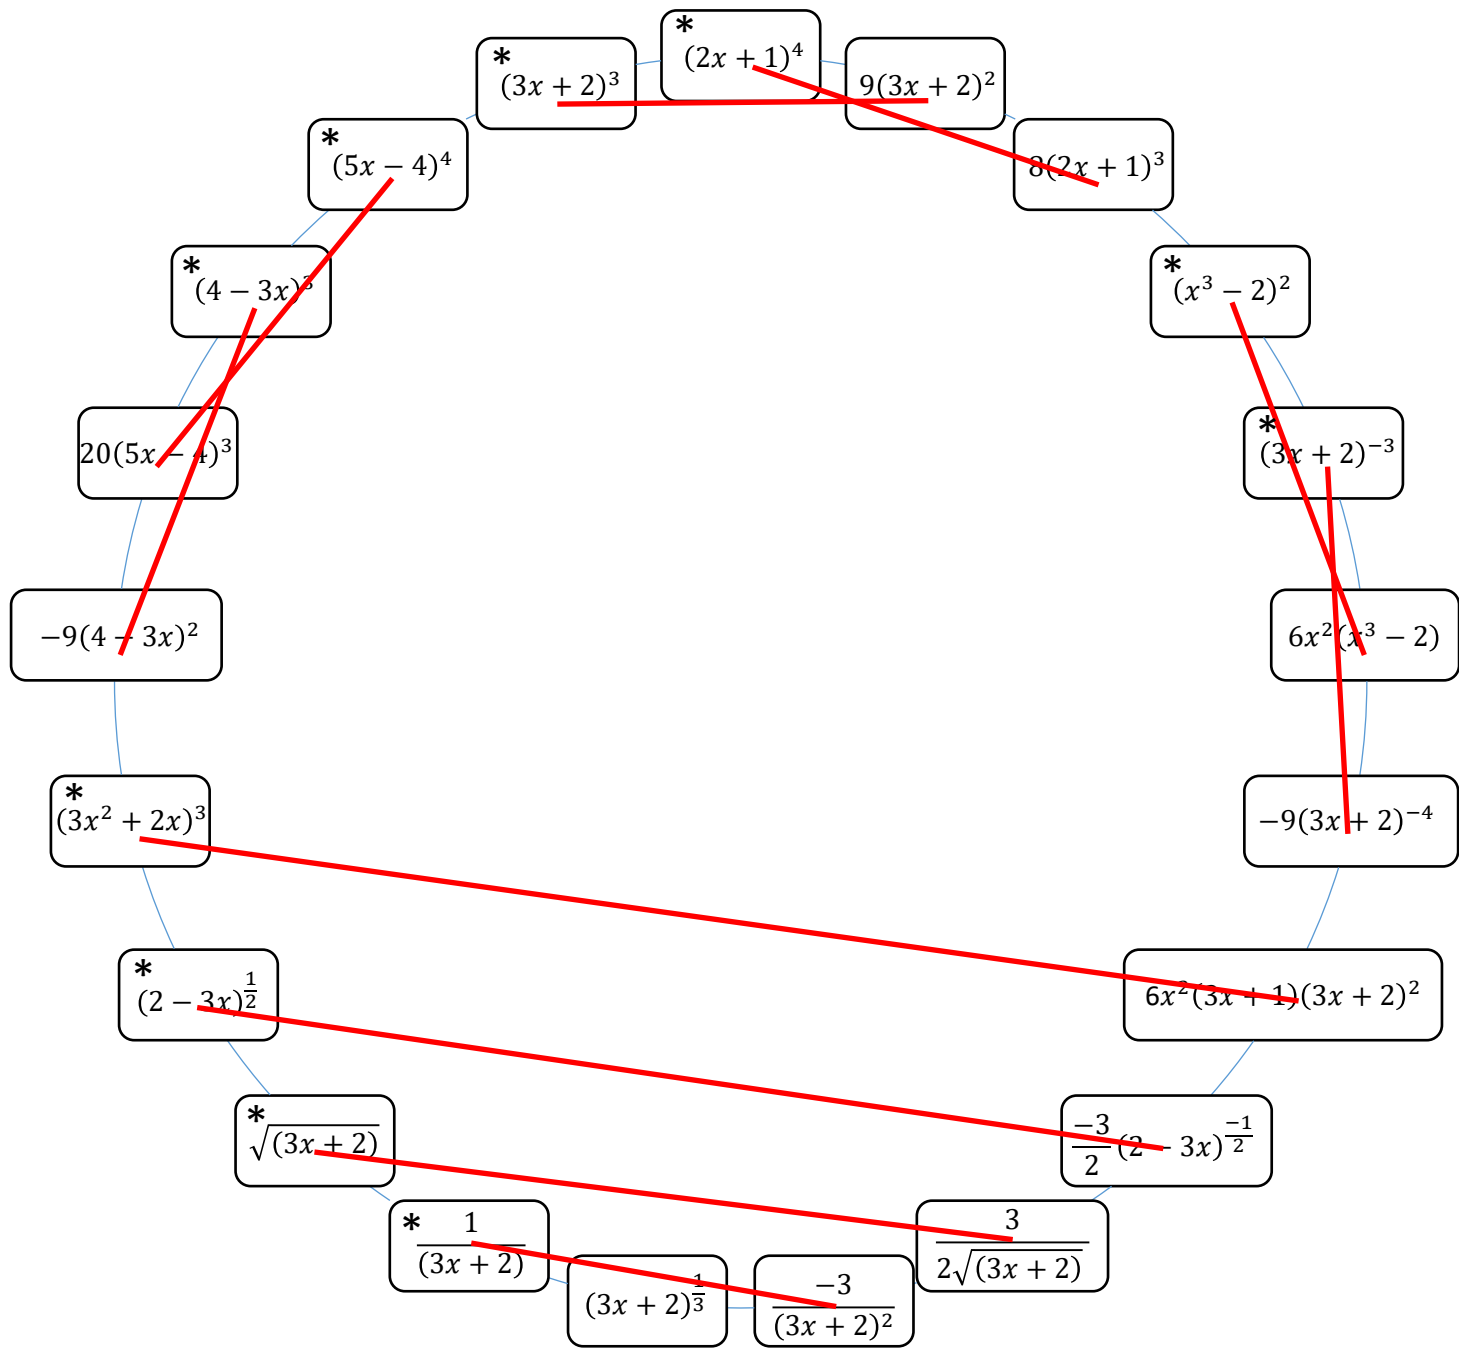 *
(2x + 1)⁴
9(3x + 2)²
8(2x + 1)³
*
(x³ − 2)²
*
(3x + 2)⁻³
6x²(x³ − 2)
−9(3x + 2)⁻⁴
6x²(3x + 1)(3x + 2)²
−3/2 (2 − 3x)^(−1/2)
3/(2√(3x + 2))
−3/(3x + 2)²
(3x + 2)^(1/3)
*
1/(3x + 2)
*
√(3x + 2)
*
(2 − 3x)^(1/2)
*
(3x² + 2x)³
−9(4 − 3x)²
20(5x − 4)³
*
(4 − 3x)³
*
(5x − 4)⁴
*
(3x + 2)³